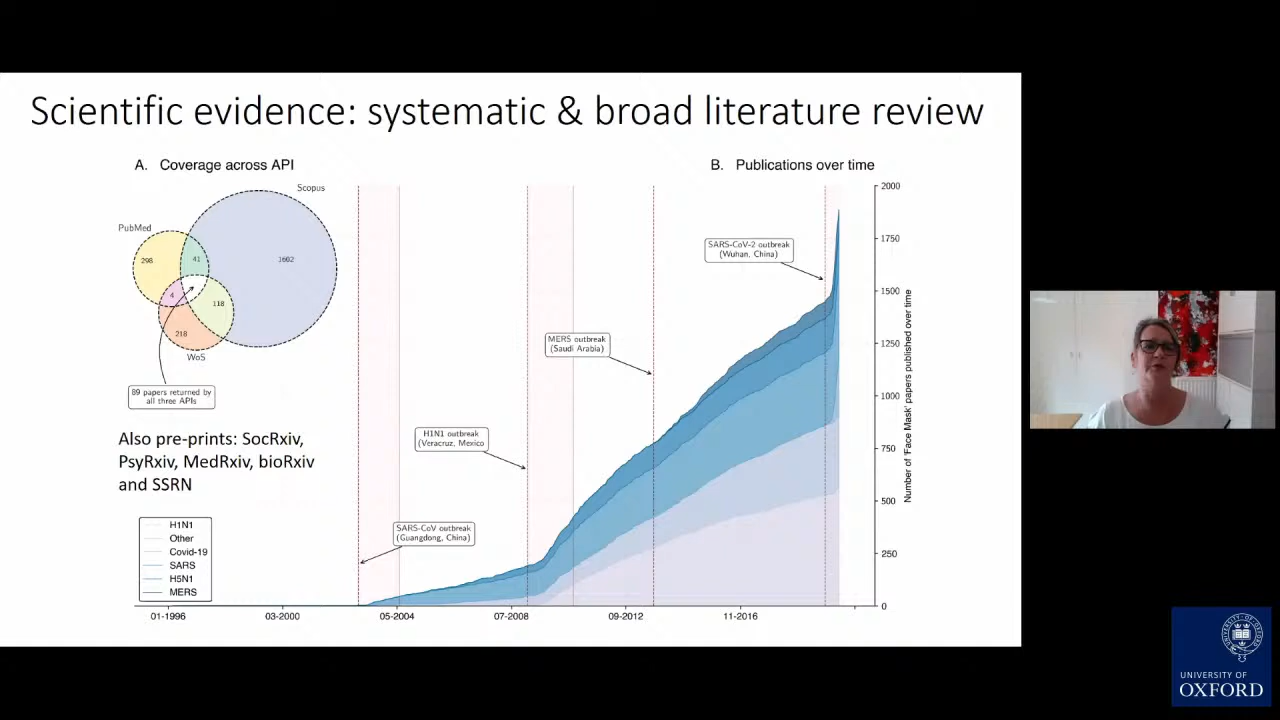 Scientific evidence: systematic & broad literature review
A. Coverage across API
B. Publications over time
Scopus
PubMed
298
41
1662
4
118
218
WoS
89 papers returned by
all three APIs
Also pre-prints: SocRxiv,
PsyRxiv, MedRxiv, bioRxiv
and SSRN
H1N1
Other
Covid-19
SARS
H5N1
MERS
SARS-CoV outbreak
(Guangdong, China)
H1N1 outbreak
(Veracruz, Mexico
MERS outbreak
(Saudi Arabia)
SARS-CoV-2 outbreak
(Wuhan, China)
2000
1750
1500
1250
1000
750
500
250
0
Number of 'Face Mask' papers published over time
01-1996
03-2000
05-2004
07-2008
09-2012
11-2016
UNIVERSITY OF
OXFORD